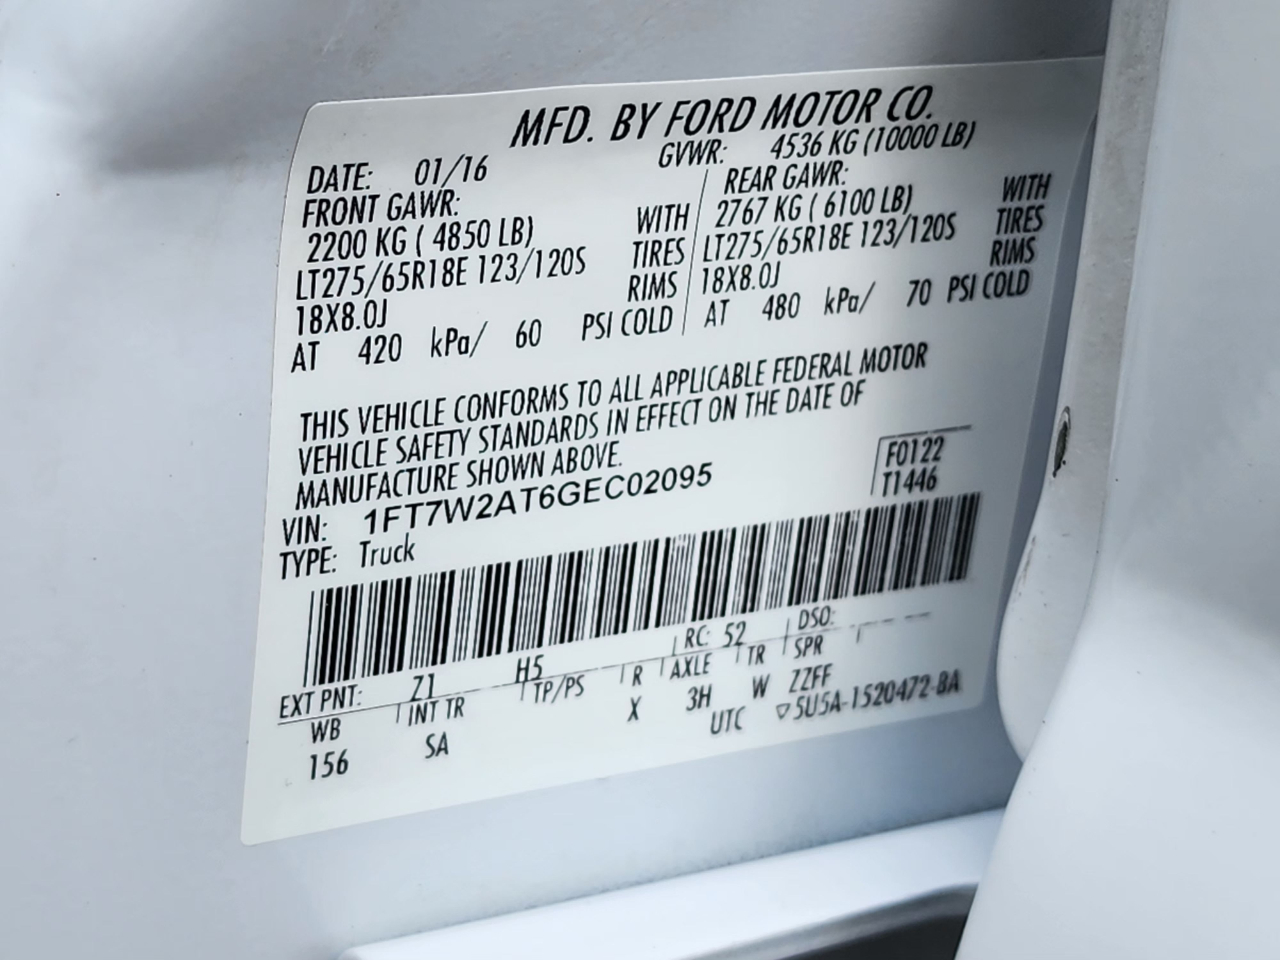 MFD. BY FORD MOTOR CO.
DATE: 01/16 GVWR: 4536 KG (10000 LB)
FRONT GAWR: REAR GAWR:
2200 KG ( 4850 LB) WITH 2767 KG ( 6100 LB) WITH
LT275/65R18E 123/120S TIRES LT275/65R18E 123/120S TIRES
18X8.0J RIMS 18X8.0J RIMS
AT 420 kPa/ 60 PSI COLD AT 480 kPa/ 70 PSI COLD
THIS VEHICLE CONFORMS TO ALL APPLICABLE FEDERAL MOTOR
VEHICLE SAFETY STANDARDS IN EFFECT ON THE DATE OF
MANUFACTURE SHOWN ABOVE.
F0122
VIN: 1FT7W2AT6GEC02095 T1446
TYPE: Truck
EXT PNT: Z1 H5 RC: 52 DSO:
WB INT TR TP/PS R AXLE TR SPR
156 SA X 3H W ZZFF
UTC ▽5U5A-1520472-BA